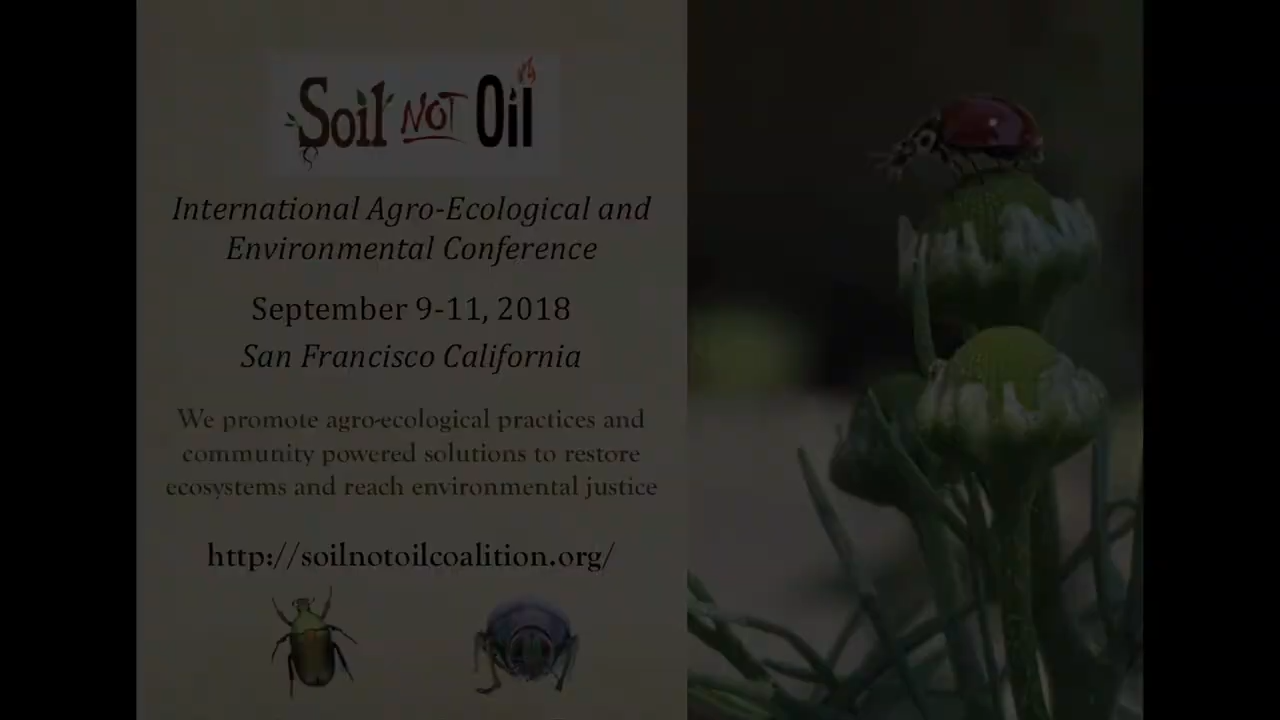 Soil NOT Oil
International Agro-Ecological and
Environmental Conference
September 9-11, 2018
San Francisco California
We promote agro-ecological practices and
community powered solutions to restore
ecosystems and reach environmental justice
http://soilnotoilcoalition.org/